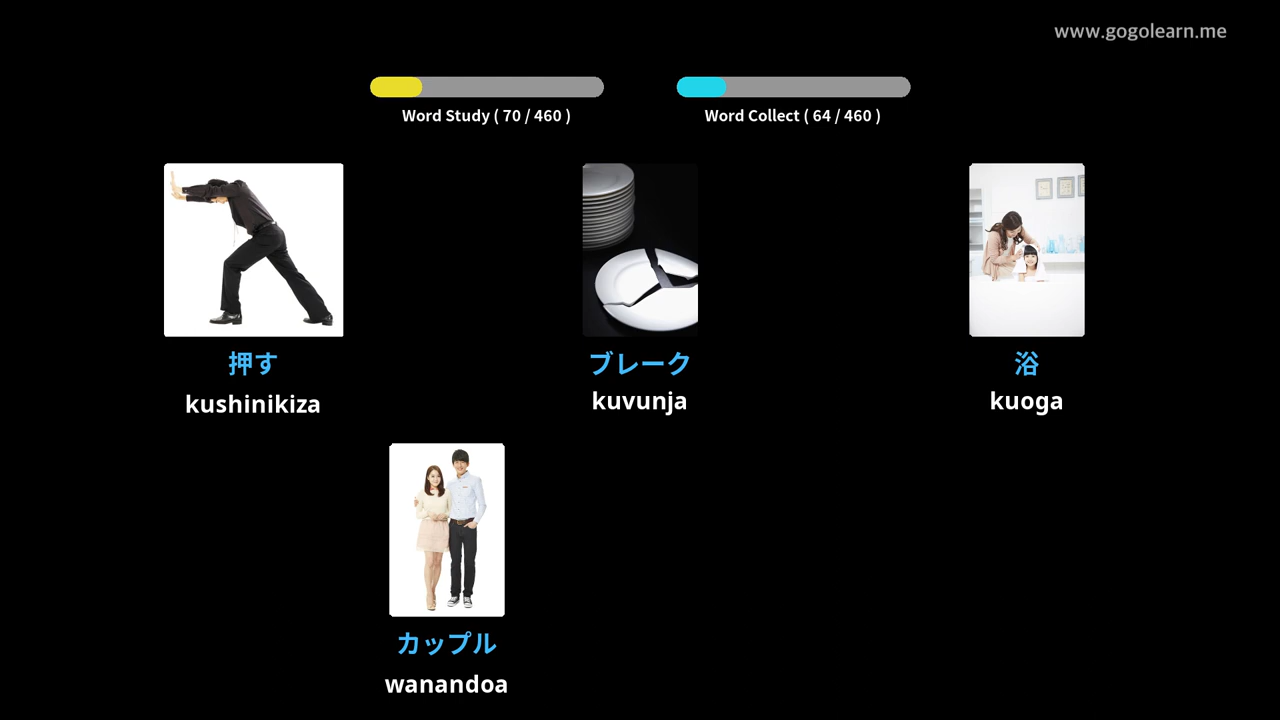 www.gogolearn.me
Word Study ( 70 / 460 )
Word Collect ( 64 / 460 )
押す
kushinikiza
ブレーク
kuvunja
浴
kuoga
カップル
wanandoa